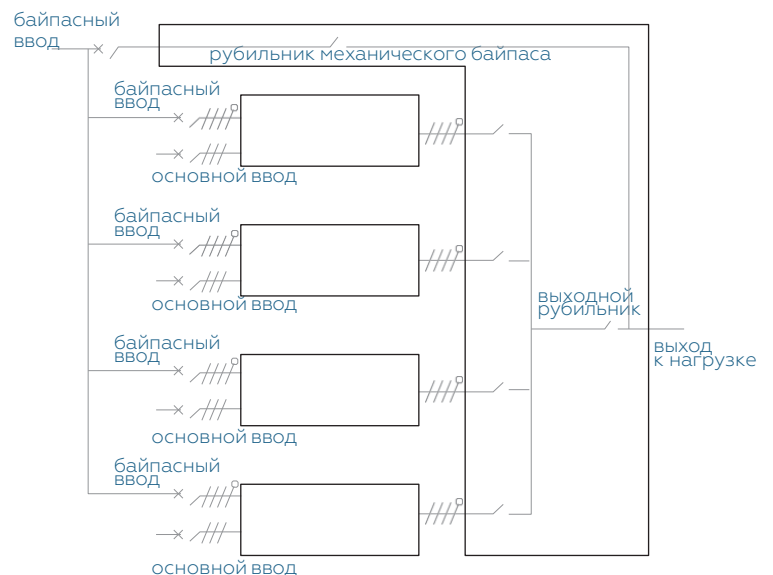 байпасный
ввод
рубильник механического байпаса
байпасный
ввод
основной ввод
байпасный
ввод
основной ввод
выходной
рубильник
байпасный
ввод
выход
к нагрузке
основной ввод
байпасный
ввод
основной ввод